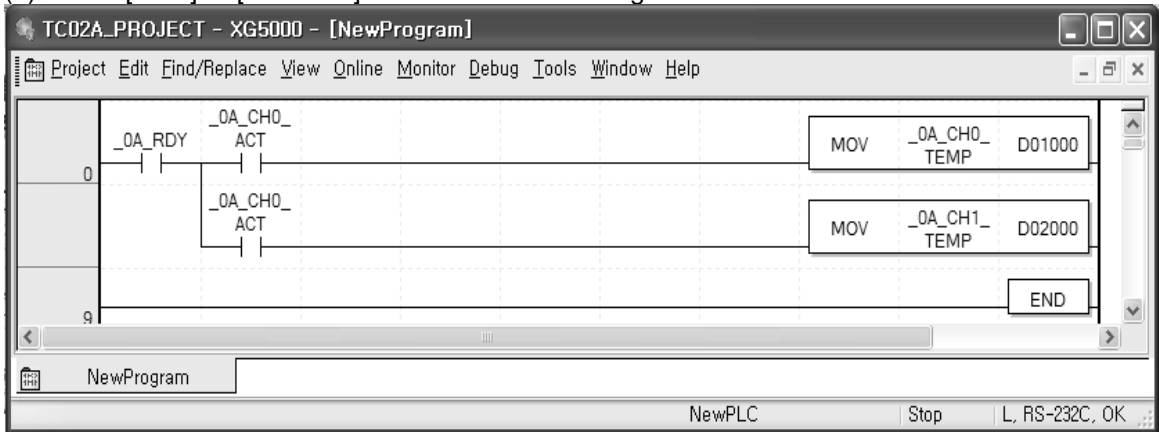 TC02A_PROJECT - XG5000 - [NewProgram]
Project Edit Find/Replace View Online Monitor Debug Tools Window Help
_0A_RDY
_0A_CH0_
ACT
MOV
_0A_CH0_
TEMP
D01000
0
_0A_CH0_
ACT
MOV
_0A_CH1_
TEMP
D02000
END
9
NewProgram
NewPLC
Stop
L, RS-232C, OK